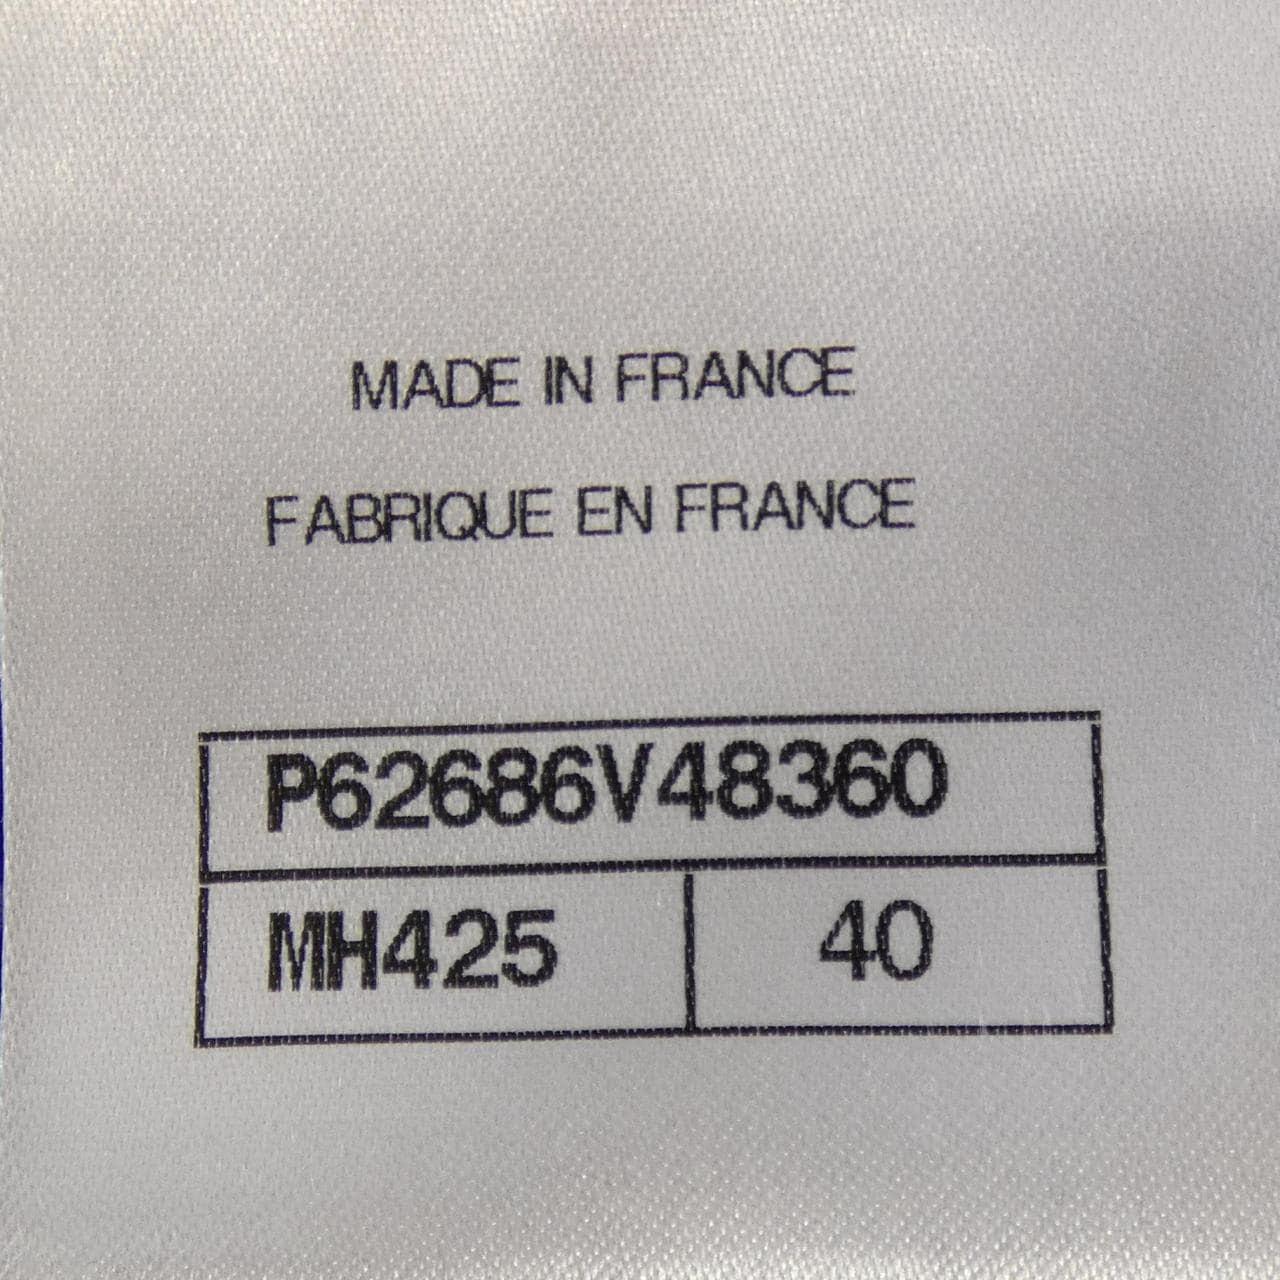 MADE IN FRANCE
FABRIQUE EN FRANCE
P62686V48360
MH425 40